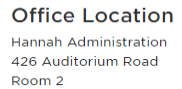 Office Location
Hannah Administration
426 Auditorium Road
Room 2